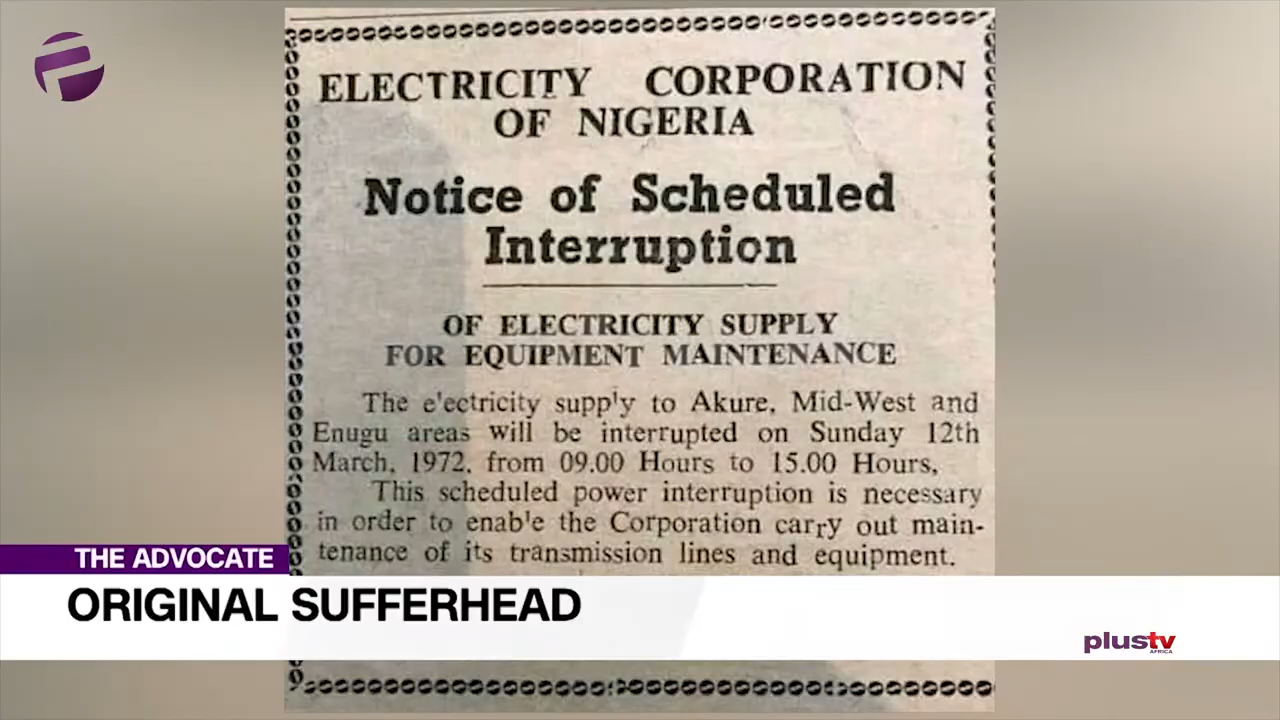 ELECTRICITY CORPORATION
OF NIGERIA
Notice of Scheduled
Interruption
OF ELECTRICITY SUPPLY
FOR EQUIPMENT MAINTENANCE
The e'ectricity supp'y to Akure, Mid-West and
Enugu areas will be interrupted on Sunday 12th
March, 1972, from 09.00 Hours to 15.00 Hours,
This scheduled power interruption is necessary
in order to enab'e the Corporation carry out main-
tenance of its transmission lines and equipment.
THE ADVOCATE
ORIGINAL SUFFERHEAD
plustv
AFRICA